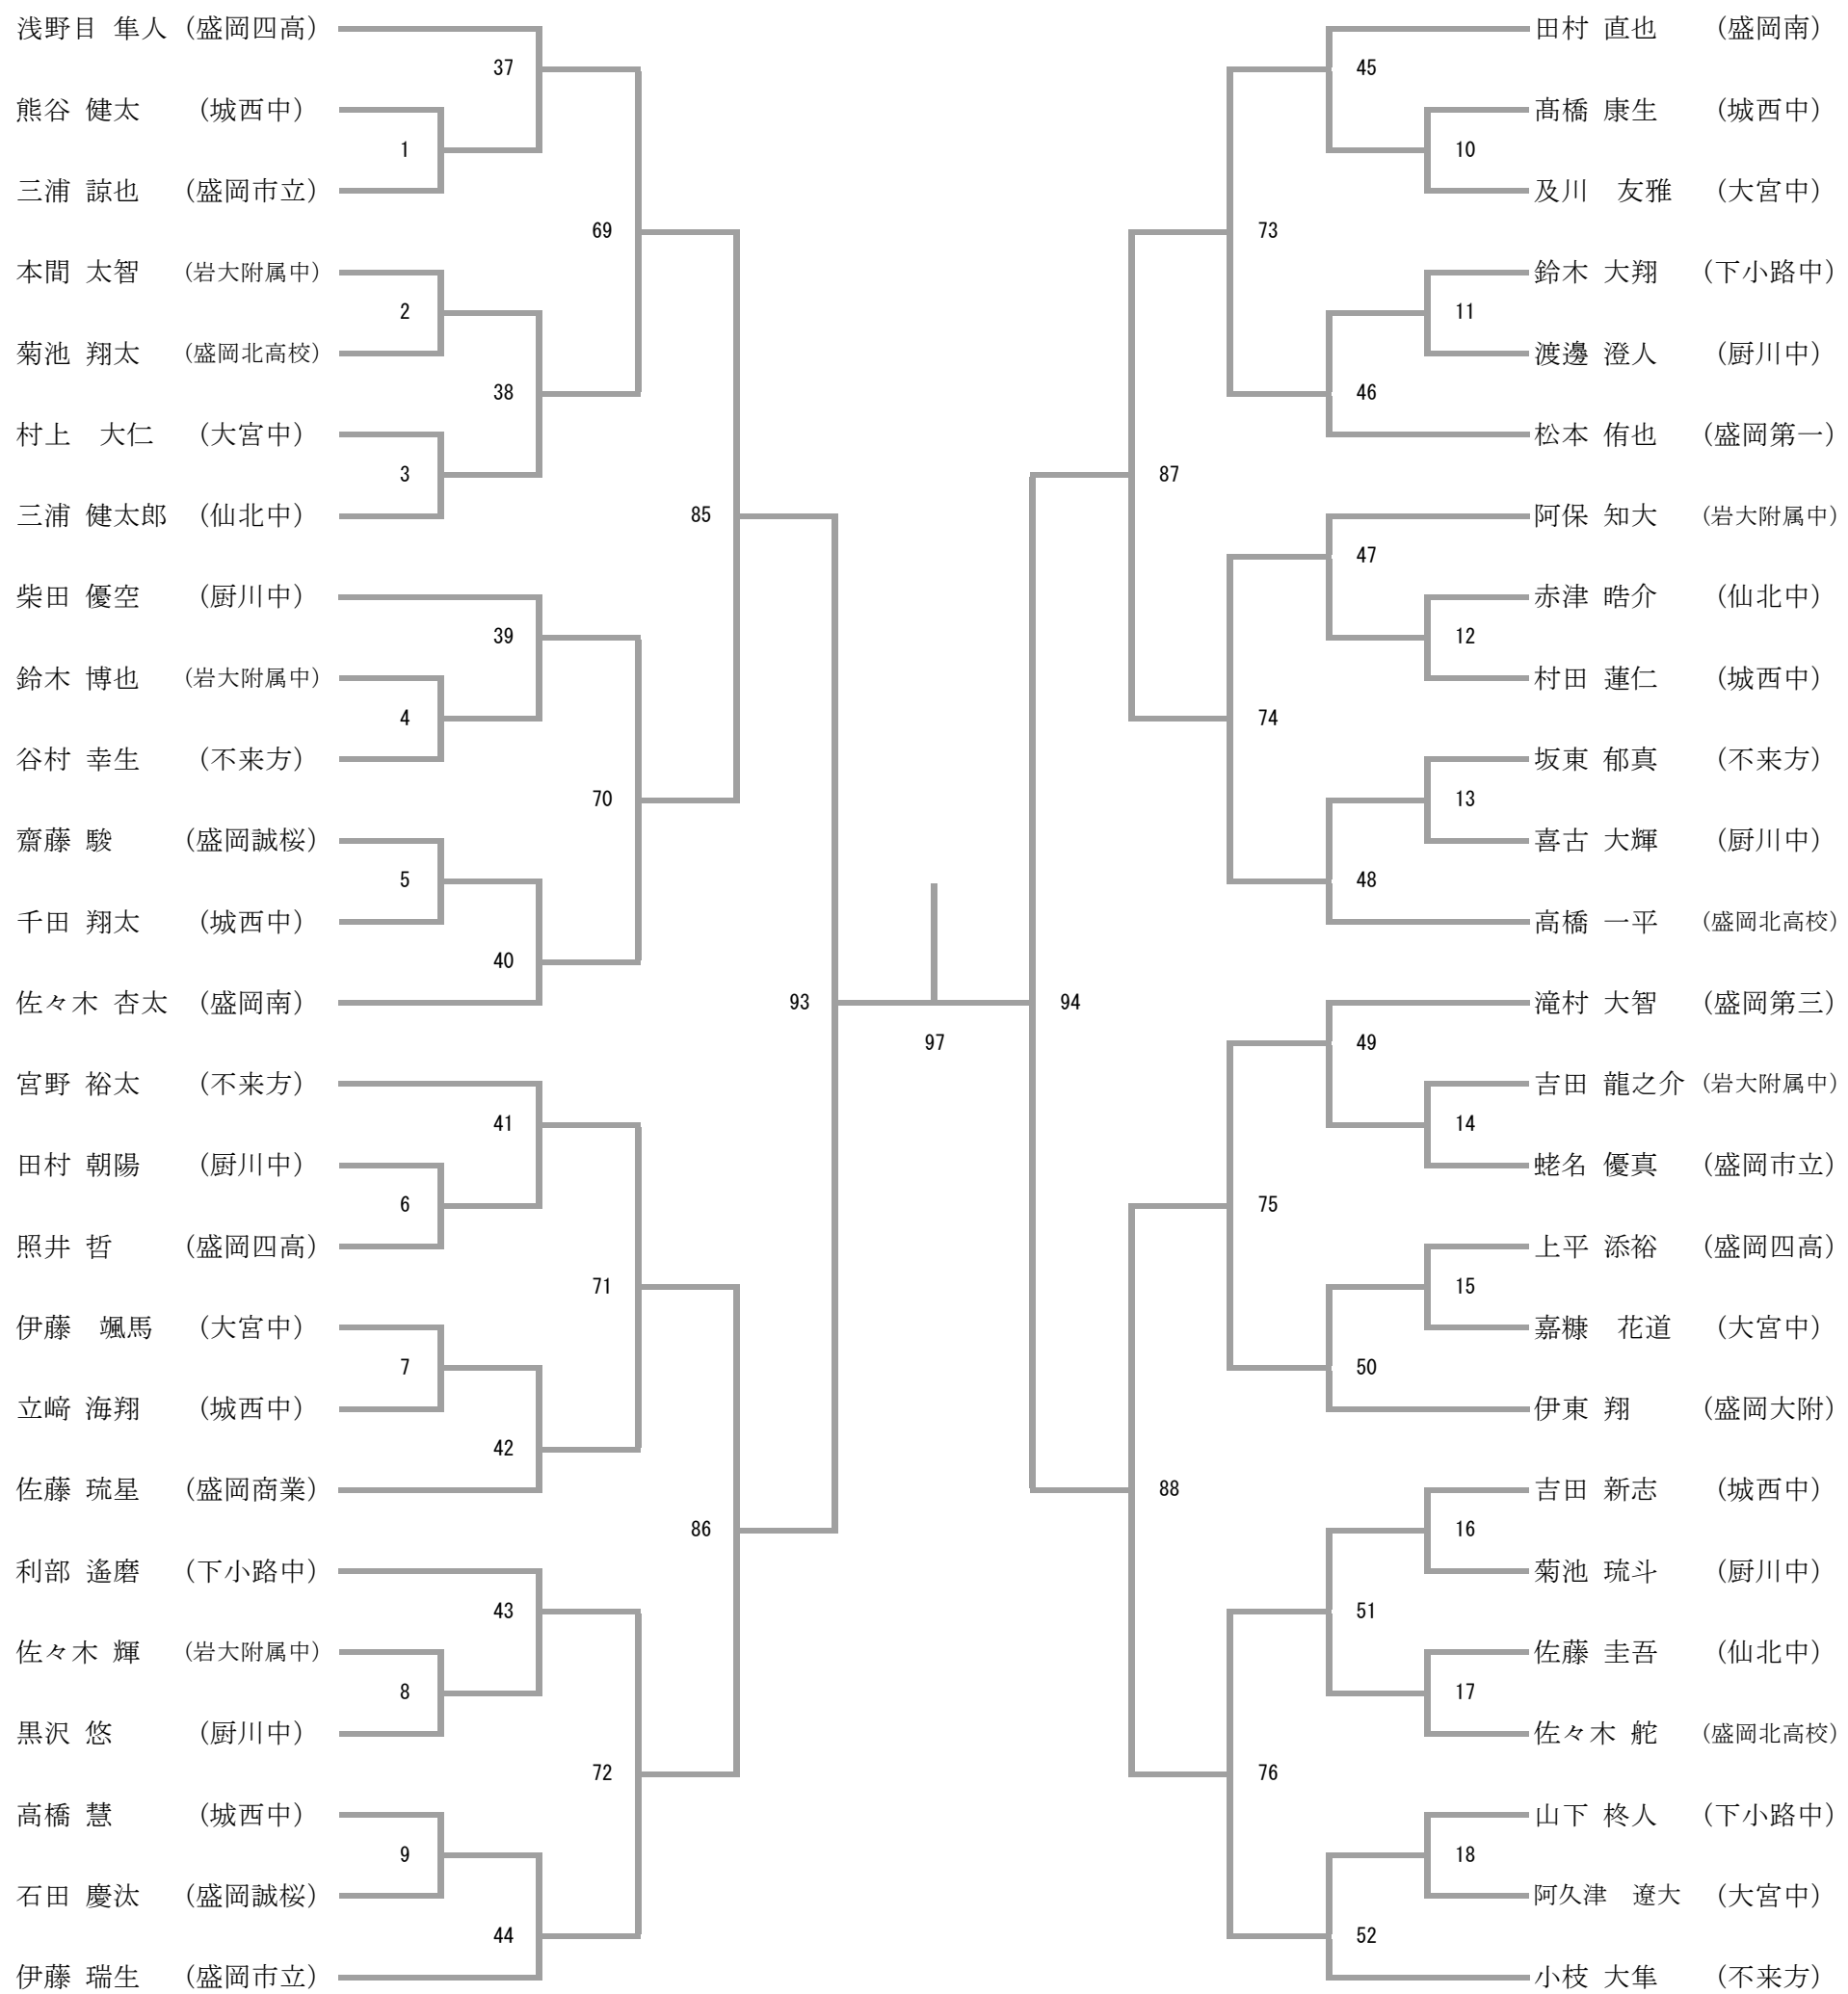 浅野目 隼人 (盛岡四高)
37
熊谷 健太 (城西中)
1
三浦 諒也 (盛岡市立)
69
本間 太智 (岩大附属中)
2
菊池 翔太 (盛岡北高校)
38
村上 大仁 (大宮中)
3
三浦 健太郎 (仙北中)
85
柴田 優空 (厨川中)
39
鈴木 博也 (岩大附属中)
4
谷村 幸生 (不来方)
70
齋藤 駿 (盛岡誠桜)
5
千田 翔太 (城西中)
40
佐々木 杏太 (盛岡南)
93
宮野 裕太 (不来方)
41
田村 朝陽 (厨川中)
6
照井 哲 (盛岡四高)
71
伊藤 颯馬 (大宮中)
7
立﨑 海翔 (城西中)
42
佐藤 琉星 (盛岡商業)
86
利部 遙磨 (下小路中)
43
佐々木 輝 (岩大附属中)
8
黒沢 悠 (厨川中)
72
高橋 慧 (城西中)
9
石田 慶汰 (盛岡誠桜)
44
伊藤 瑞生 (盛岡市立)
97
田村 直也 (盛岡南)
45
髙橋 康生 (城西中)
10
及川 友雅 (大宮中)
73
鈴木 大翔 (下小路中)
11
渡邊 澄人 (厨川中)
46
松本 侑也 (盛岡第一)
87
阿保 知大 (岩大附属中)
47
赤津 晧介 (仙北中)
12
村田 蓮仁 (城西中)
74
坂東 郁真 (不来方)
13
喜古 大輝 (厨川中)
48
高橋 一平 (盛岡北高校)
94
滝村 大智 (盛岡第三)
49
吉田 龍之介 (岩大附属中)
14
蛯名 優真 (盛岡市立)
75
上平 添裕 (盛岡四高)
15
嘉糠 花道 (大宮中)
50
伊東 翔 (盛岡大附)
88
吉田 新志 (城西中)
16
菊池 琉斗 (厨川中)
51
佐藤 圭吾 (仙北中)
17
佐々木 舵 (盛岡北高校)
76
山下 柊人 (下小路中)
18
阿久津 遼大 (大宮中)
52
小枝 大隼 (不来方)